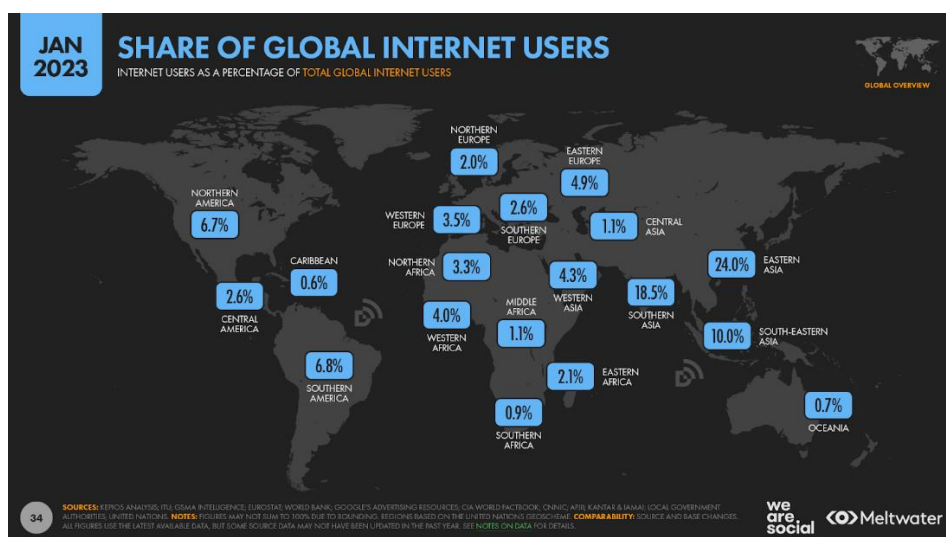 JAN
2023
SHARE OF GLOBAL INTERNET USERS
INTERNET USERS AS A PERCENTAGE OF TOTAL GLOBAL INTERNET USERS
GLOBAL OVERVIEW
NORTHERN
EUROPE
2.0%
EASTERN
EUROPE
4.9%
NORTHERN
AMERICA
6.7%
WESTERN
EUROPE
3.5%
2.6%
SOUTHERN
EUROPE
1.1%
CENTRAL
ASIA
CARIBBEAN
0.6%
NORTHERN
AFRICA
3.3%
4.3%
WESTERN
ASIA
24.0%
EASTERN
ASIA
2.6%
CENTRAL
AMERICA
18.5%
SOUTHERN
ASIA
4.0%
WESTERN
AFRICA
MIDDLE
AFRICA
1.1%
10.0%
SOUTH-EASTERN
ASIA
6.8%
SOUTHERN
AMERICA
2.1%
EASTERN
AFRICA
0.9%
SOUTHERN
AFRICA
0.7%
OCEANIA
34
SOURCES: KEPIOS ANALYSIS; ITU; GSMA INTELLIGENCE; EUROSTAT; WORLD BANK; GOOGLE'S ADVERTISING RESOURCES; CIA WORLD FACTBOOK; CNNIC; APJII; KANTAR & IAMAI; LOCAL GOVERNMENT
AUTHORITIES; UNITED NATIONS. NOTES: FIGURES MAY NOT SUM TO 100% DUE TO ROUNDING. REGIONS BASED ON THE UNITED NATIONS GEOSCHEME. COMPARABILITY: SOURCE AND BASE CHANGES.
ALL FIGURES USE THE LATEST AVAILABLE DATA, BUT SOME SOURCE DATA MAY NOT HAVE BEEN UPDATED IN THE PAST YEAR. SEE NOTES ON DATA FOR DETAILS.
we
are.
social
Meltwater